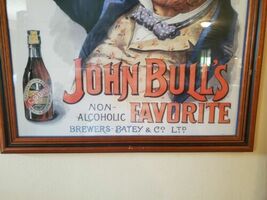 JOHN BULL'S
NON-
ALCOHOLIC FAVORITE
BREWERS-BATEY & CO LTD